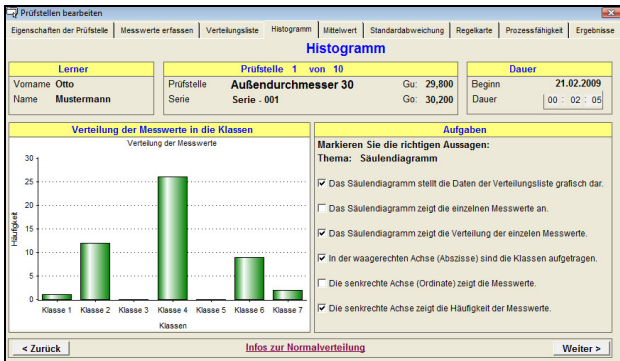 Prüfstellen bearbeiten
Eigenschaften der Prüfstelle Messwerte erfassen Verteilungsliste Histogramm Mittelwert Standardabweichung Regelkarte Prozessfähigkeit Ergebnisse
Histogramm
Lerner
Vorname Otto
Name Mustermann
Prüfstelle 1 von 10
Prüfstelle Außendurchmesser 30 Gu: 29,800
Serie Serie - 001 Go: 30,200
Dauer
Beginn 21.02.2009
Dauer 00 : 02 : 05
Verteilung der Messwerte in die Klassen
Verteilung der Messwerte
30
25
20
15
10
5
0
Häufigkeit
Klasse 1 Klasse 2 Klasse 3 Klasse 4 Klasse 5 Klasse 6 Klasse 7
Klassen
Aufgaben
Markieren Sie die richtigen Aussagen:
Thema: Säulendiagramm
Das Säulendiagramm stellt die Daten der Verteilungsliste grafisch dar.
Das Säulendiagramm zeigt die einzelnen Messwerte an.
Das Säulendiagramm zeigt die Verteilung der einzelen Messwerte.
In der waagerechten Achse (Abszisse) sind die Klassen aufgetragen.
Die senkrechte Achse (Ordinate) zeigt die Messwerte.
Die senkrechte Achse zeigt die Häufigkeit der Messwerte.
< Zurück
Infos zur Normalverteilung
Weiter >